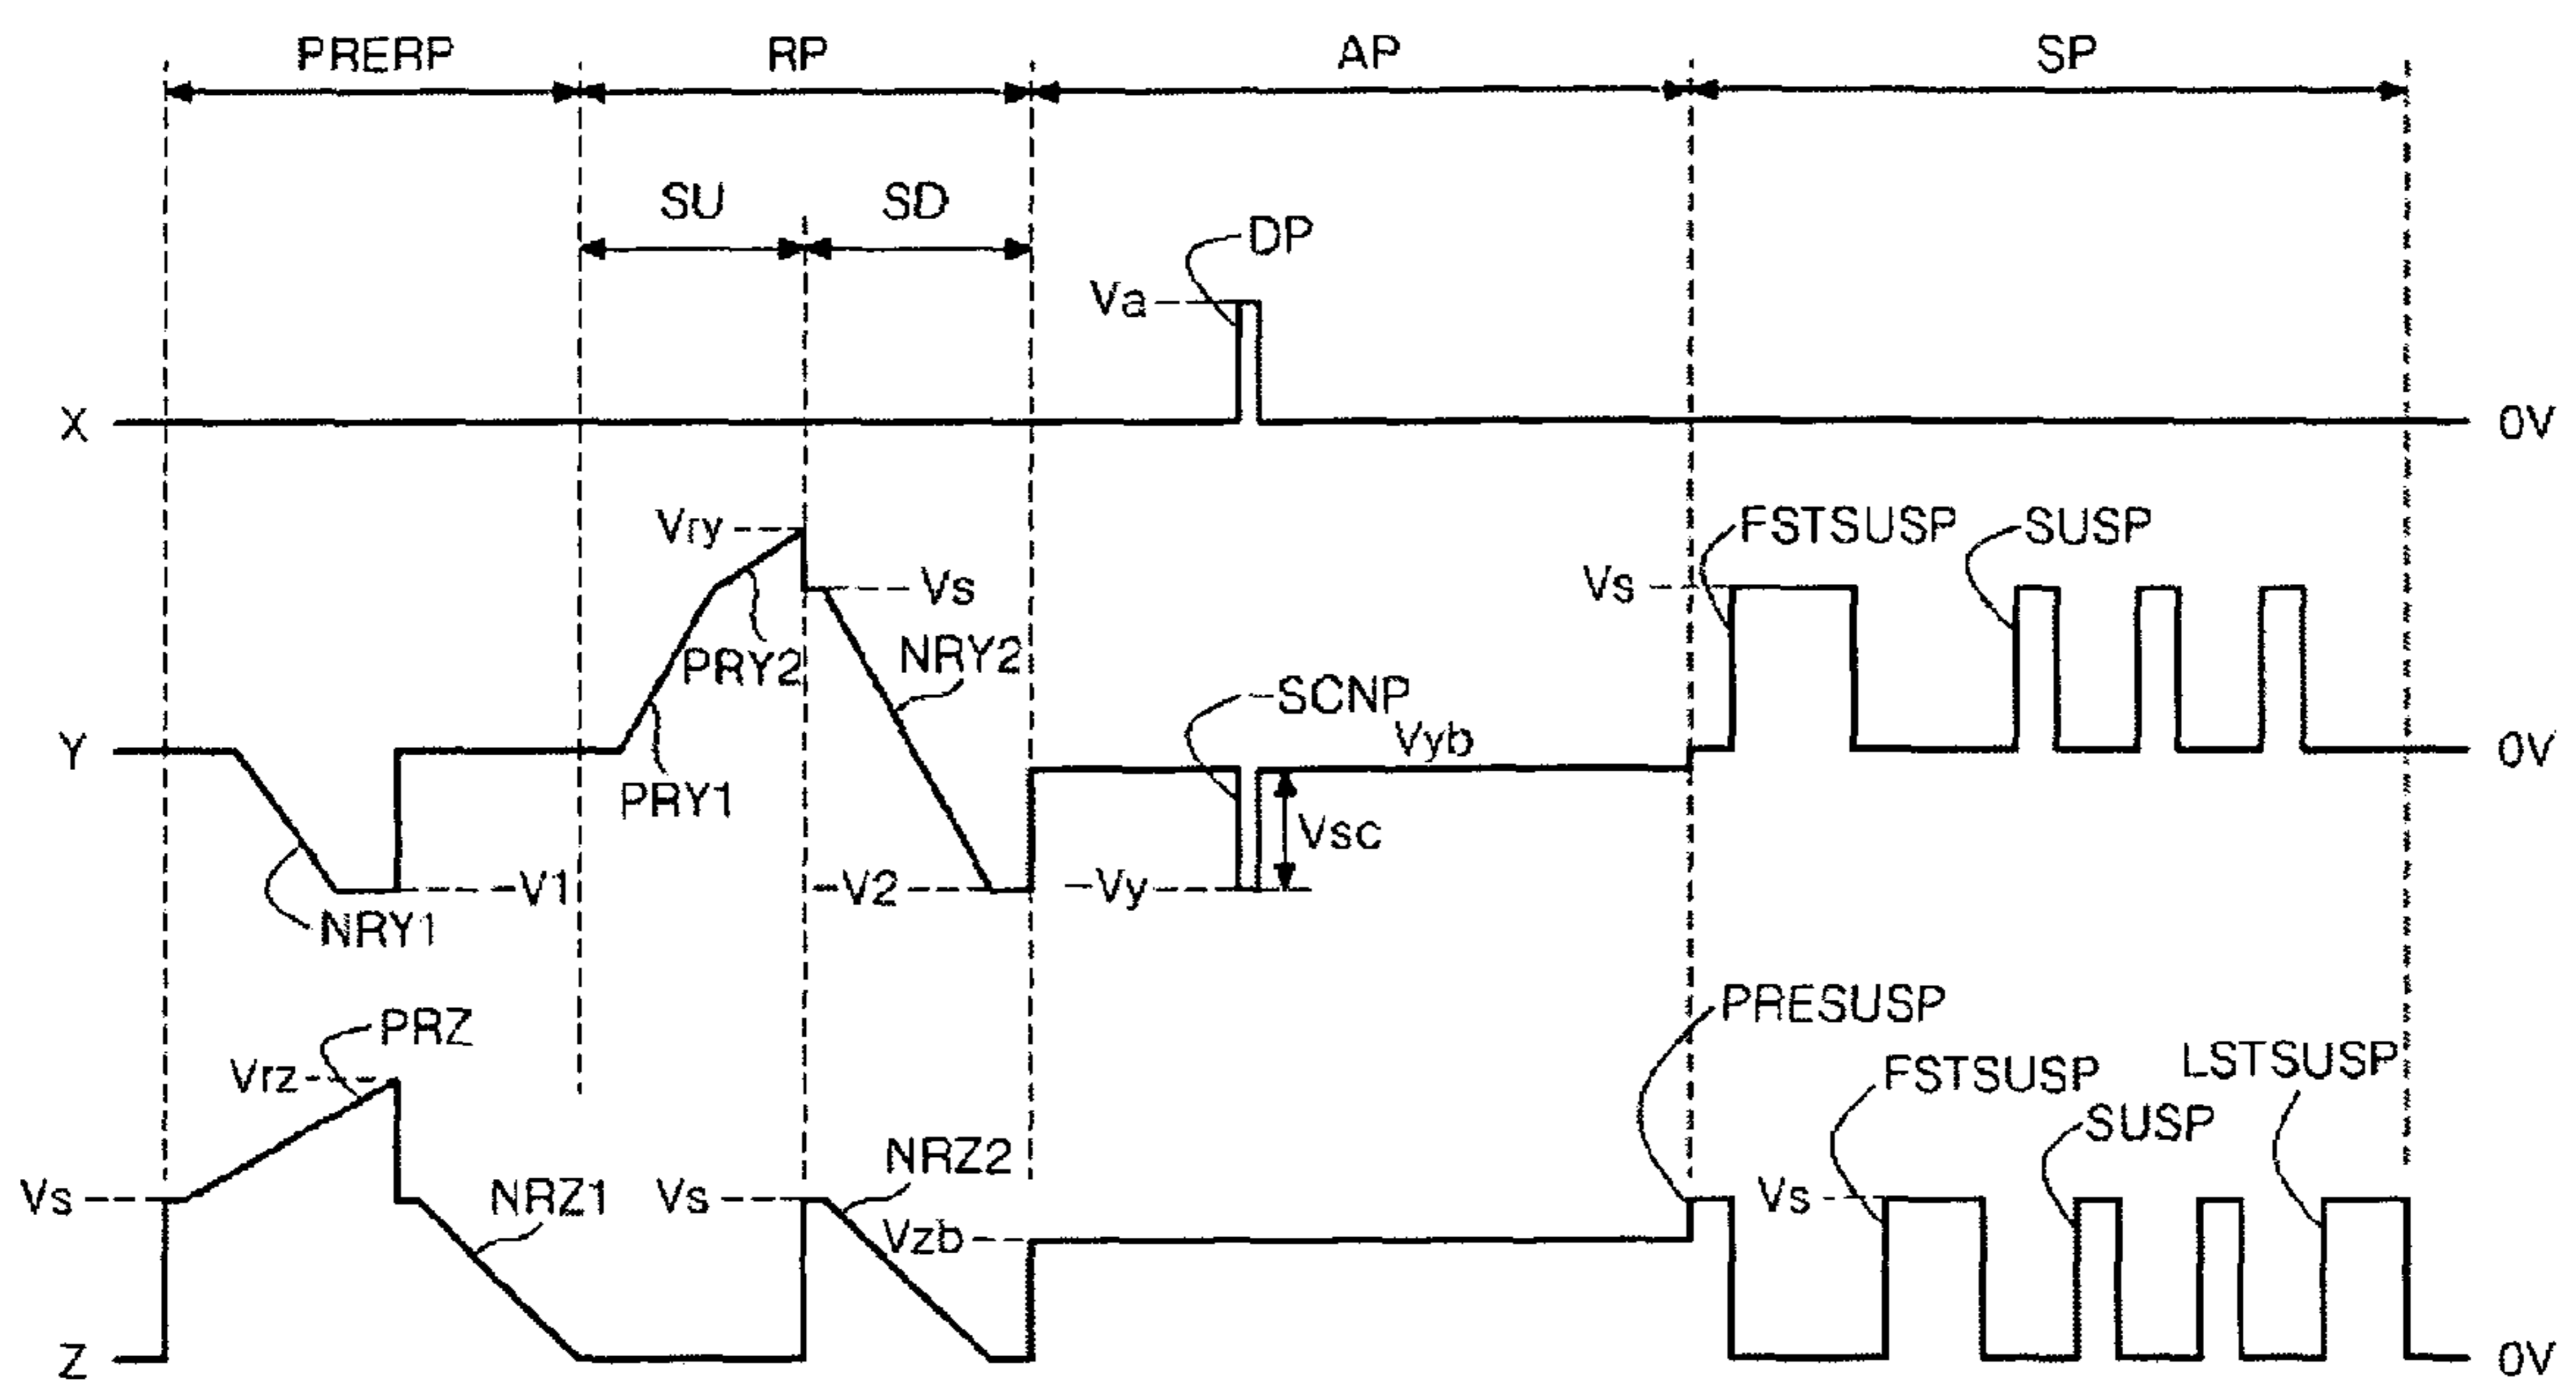 PRERP RP AP SP
SU SD
DP
Va
X 0V
Vry
Vs
FSTSUSP SUSP
Vs
PRY2 NRY2
SCNP
Vyb
Y 0V
PRY1
Vsc
-V1 -V2 -Vy
NRY1
PRESUSP
PRZ
Vrz
FSTSUSP LSTSUSP
SUSP
NRZ2
Vs NRZ1 Vs Vs
Vzb
Z 0V